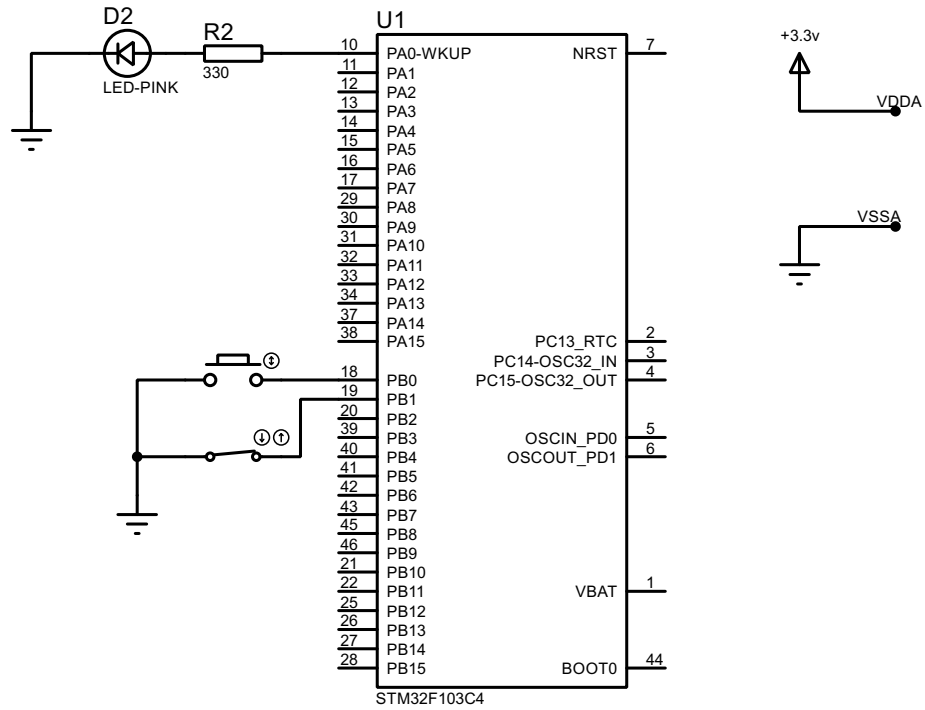 D2
LED-PINK
R2
330
U1
10 PA0-WKUP
11 PA1
12 PA2
13 PA3
14 PA4
15 PA5
16 PA6
17 PA7
29 PA8
30 PA9
31 PA10
32 PA11
33 PA12
34 PA13
37 PA14
38 PA15
18 PB0
19 PB1
20 PB2
39 PB3
40 PB4
41 PB5
42 PB6
43 PB7
45 PB8
46 PB9
21 PB10
22 PB11
25 PB12
26 PB13
27 PB14
28 PB15
NRST 7
PC13_RTC 2
PC14-OSC32_IN 3
PC15-OSC32_OUT 4
OSCIN_PD0 5
OSCOUT_PD1 6
VBAT 1
BOOT0 44
STM32F103C4
+3.3v
VDDA
VSSA